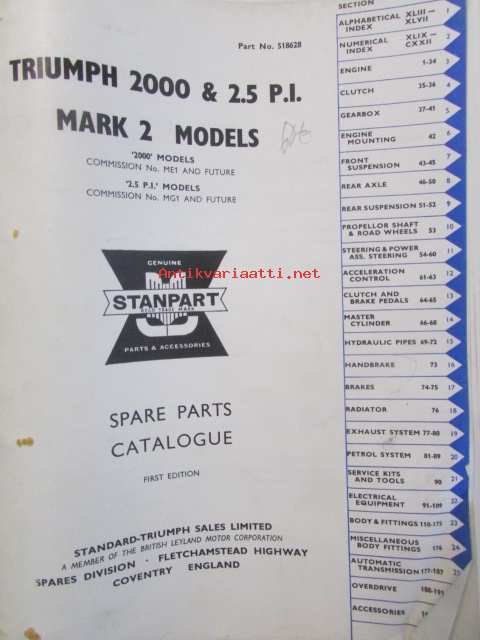 Part No. 518628
TRIUMPH 2000 & 2.5 P.I.
MARK 2 MODELS
'2000' MODELS
COMMISSION No. ME1 AND FUTURE
'2.5 P.I.' MODELS
COMMISSION No. MG1 AND FUTURE
GENUINE
STANPART
REGD TRADE MARK
PARTS & ACCESSORIES
Antikvariaatti.net
SPARE PARTS
CATALOGUE
FIRST EDITION
STANDARD-TRIUMPH SALES LIMITED
A MEMBER OF THE BRITISH LEYLAND MOTOR CORPORATION
SPARES DIVISION - FLETCHAMSTEAD HIGHWAY
COVENTRY ENGLAND
SECTION
ALPHABETICAL XLIII — 1
INDEX XLVII
NUMERICAL XLIX — 2
INDEX CXXII
ENGINE 1-34 3
CLUTCH 35-36 4
GEARBOX 37-41 5
ENGINE
MOUNTING 42 6
FRONT
SUSPENSION 43-45 7
REAR AXLE 46-50 8
REAR SUSPENSION 51-52 9
PROPELLOR SHAFT
& ROAD WHEELS 53 10
STEERING & POWER
ASS. STEERING 54-60 11
ACCELERATION
CONTROL 61-63 12
CLUTCH AND
BRAKE PEDALS 64-65 13
MASTER
CYLINDER 66-68 14
HYDRAULIC PIPES 69-72 15
HANDBRAKE 73 16
BRAKES 74-75 17
RADIATOR 76 18
EXHAUST SYSTEM 77-80 19
PETROL SYSTEM 81-89 20
SERVICE KITS
AND TOOLS 90 21
ELECTRICAL
EQUIPMENT 91-109 22
BODY & FITTINGS 110-175 23
MISCELLANEOUS
BODY FITTINGS 176 24
AUTOMATIC
TRANSMISSION 177-187 25
OVERDRIVE
ACCESSORIES